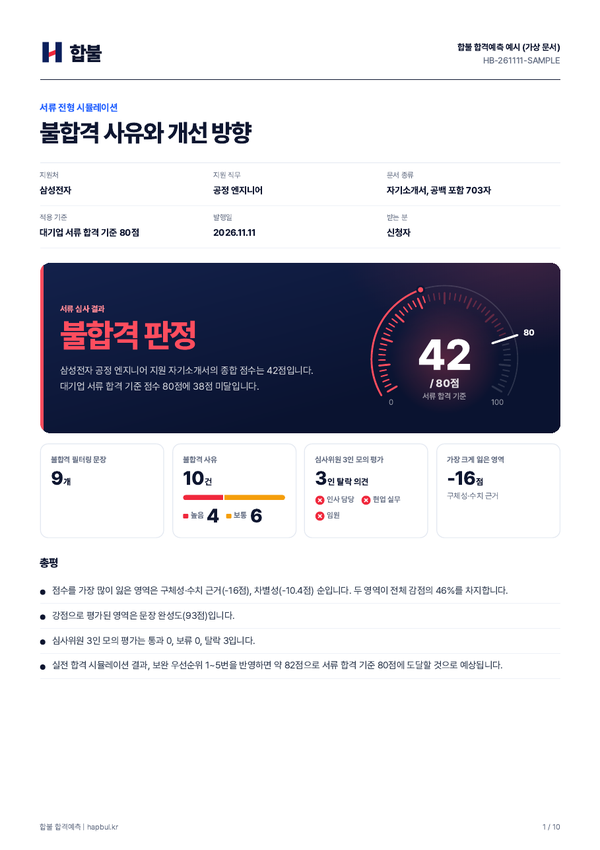 합불
합불 합격예측 예시 (가상 문서)
HB-261111-SAMPLE
서류 전형 시뮬레이션
불합격 사유와 개선 방향
지원처
지원 직무
문서 종류
삼성전자
공정 엔지니어
자기소개서, 공백 포함 703자
적용 기준
발행일
받는 분
대기업 서류 합격 기준 80점
2026.11.11
신청자
서류 심사 결과
불합격 판정
삼성전자 공정 엔지니어 지원 자기소개서의 종합 점수는 42점입니다.
대기업 서류 합격 기준 점수 80점에 38점 미달입니다.
80
42
/ 80점
서류 합격 기준
0
100
불합격 필터링 문장
9개
불합격 사유
10건
높음 4 보통 6
심사위원 3인 모의 평가
3인 탈락 의견
인사 담당 현업 실무
임원
가장 크게 잃은 영역
-16점
구체성·수치 근거
총평
점수를 가장 많이 잃은 영역은 구체성·수치 근거(-16점), 차별성(-10.4점) 순입니다. 두 영역이 전체 감점의 46%를 차지합니다.
강점으로 평가된 영역은 문장 완성도(93점)입니다.
심사위원 3인 모의 평가는 통과 0, 보류 0, 탈락 3입니다.
실전 합격 시뮬레이션 결과, 보완 우선순위 1~5번을 반영하면 약 82점으로 서류 합격 기준 80점에 도달할 것으로 예상됩니다.
합불 합격예측 | hapbul.kr
1 / 10